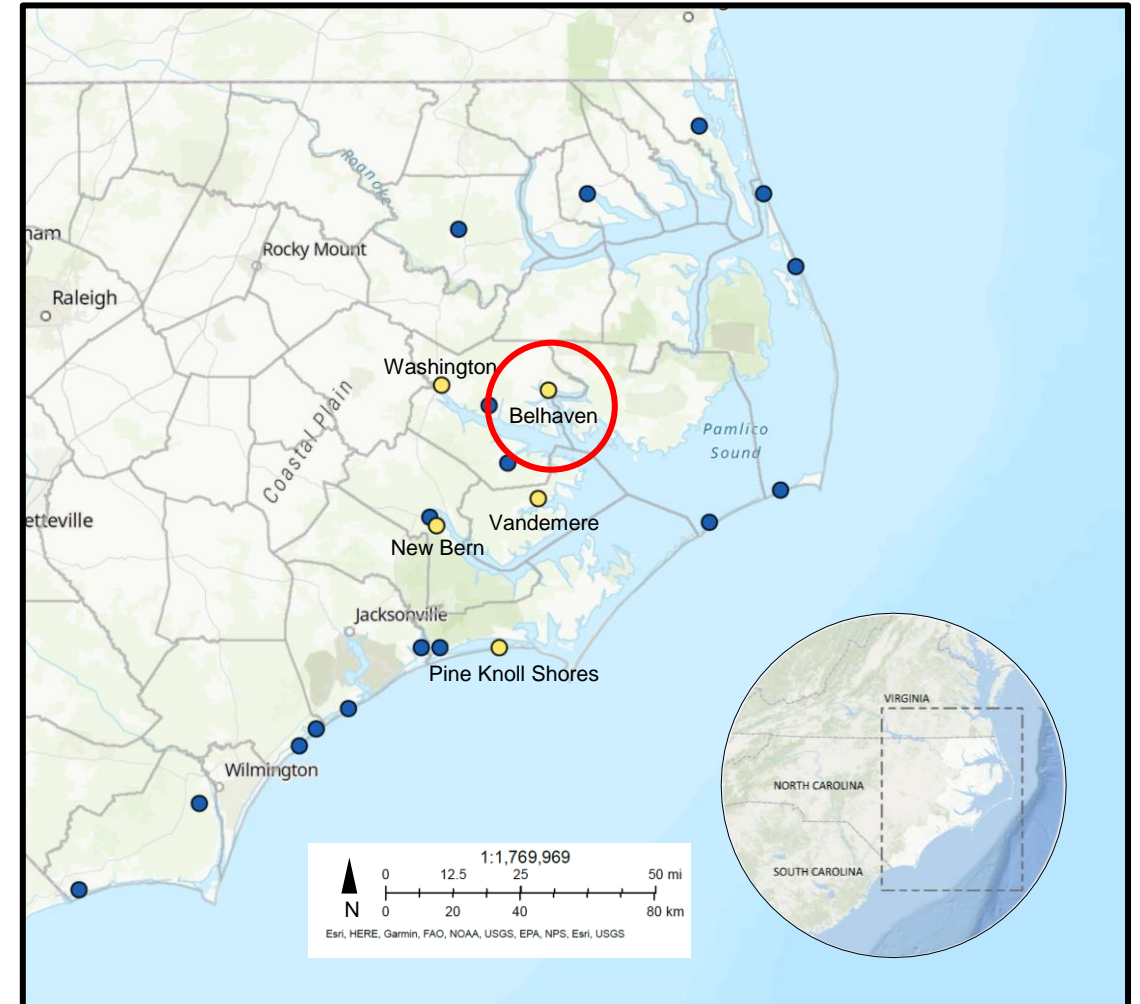 Roanoke
ham
Rocky Mount
Raleigh
Washington
Coastal Plain
Belhaven
Pamlico
Sound
etteville
Vandemere
New Bern
Jacksonville
Pine Knoll Shores
VIRGINIA
Wilmington
NORTH CAROLINA
SOUTH CAROLINA
1:1,769,969
0 12.5 25 50 mi
N
0 20 40 80 km
Esri, HERE, Garmin, FAO, NOAA, USGS, EPA, NPS, Esri, USGS